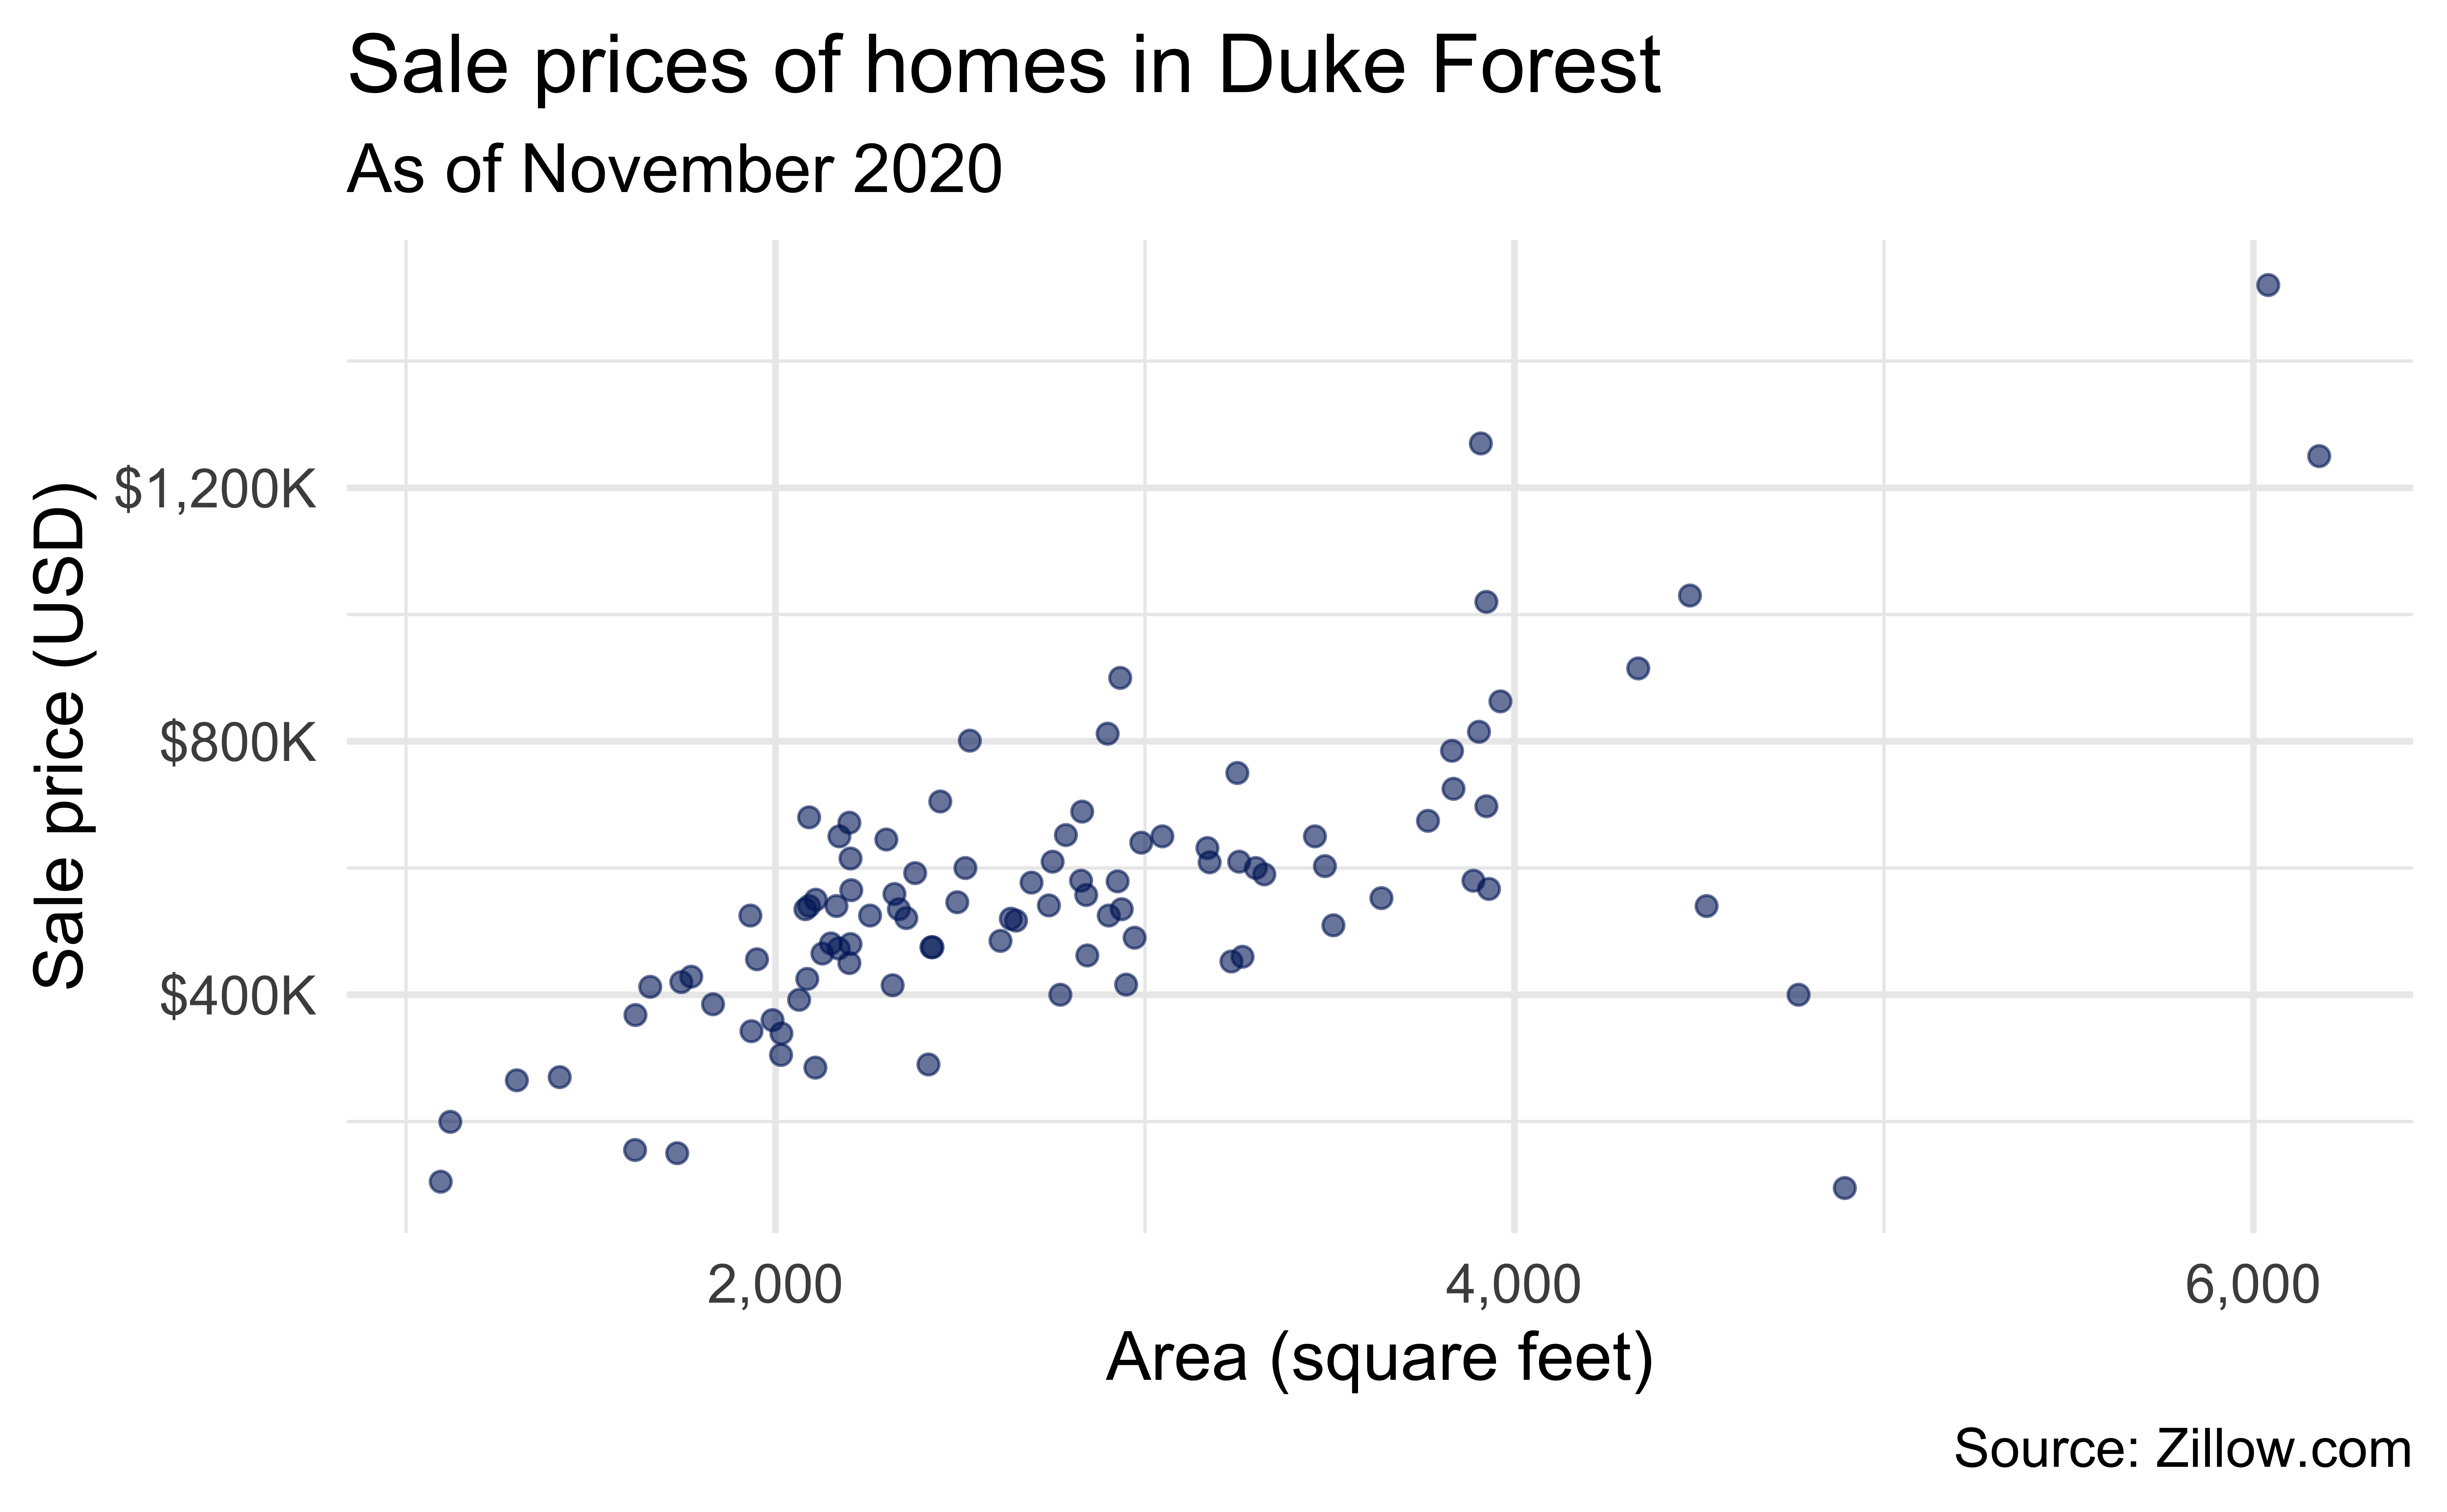 Sale prices of homes in Duke Forest
As of November 2020
Sale price (USD)
$1,200K
$800K
$400K
2,000 4,000 6,000
Area (square feet)
Source: Zillow.com